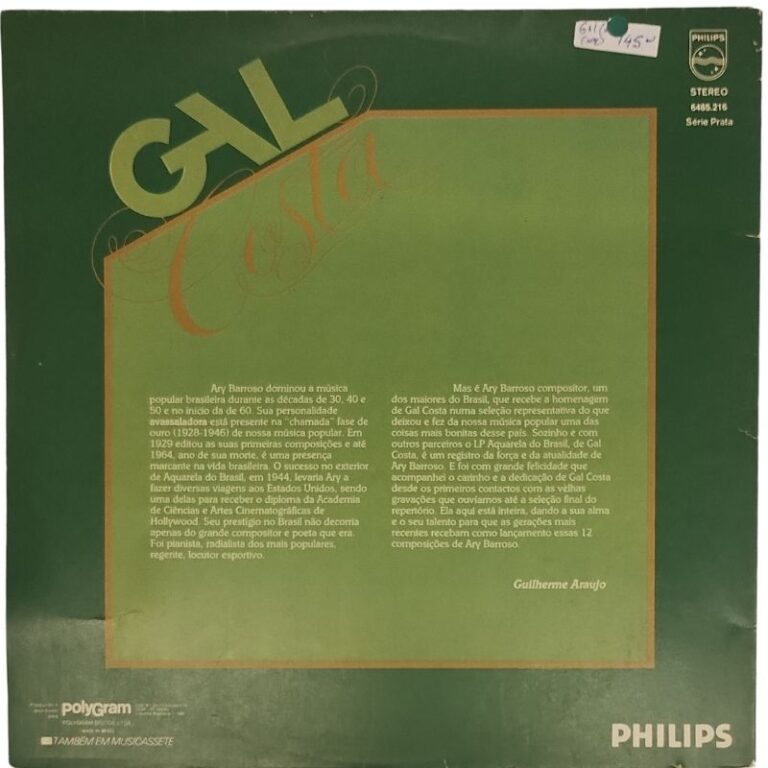 145
PHILIPS
STEREO
6485.216
Série Prata
GAL
Costa
Ary Barroso dominou a música
popular brasileira durante as décadas de 30, 40 e
50 e no início da de 60. Sua personalidade
avassaladora está presente na "chamada" fase de
ouro (1928-1946) de nossa música popular. Em
1929 editou as suas primeiras composições e até
1964, ano de sua morte, é uma presença
marcante na vida brasileira. O sucesso no exterior
de Aquarela do Brasil, em 1944, levaria Ary a
fazer diversas viagens aos Estados Unidos, sendo
uma delas para receber o diploma da Academia
de Ciências e Artes Cinematográficas de
Hollywood. Seu prestígio no Brasil não decorria
apenas do grande compositor e poeta que era.
Foi pianista, radialista dos mais populares,
regente, locutor esportivo.
Mas é Ary Barroso compositor, um
dos maiores do Brasil, que recebe a homenagem
de Gal Costa numa seleção representativa do que
deixou e fez da nossa música popular uma das
coisas mais bonitas desse país. Sozinho e com
outros parceiros o LP Aquarela do Brasil, de Gal
Costa, é um registro da força e da atualidade de
Ary Barroso. E foi com grande felicidade que
acompanhei o carinho e a dedicação de Gal Costa
desde os primeiros contactos com as velhas
gravações que ouvíamos até a seleção final do
repertório. Ela aqui está inteira, dando a sua alma
e o seu talento para que as gerações mais
recentes recebam como lançamento essas 12
composições de Ary Barroso.
Guilherme Araujo
polyGram
TAMBÉM EM MUSICASSETE
PHILIPS